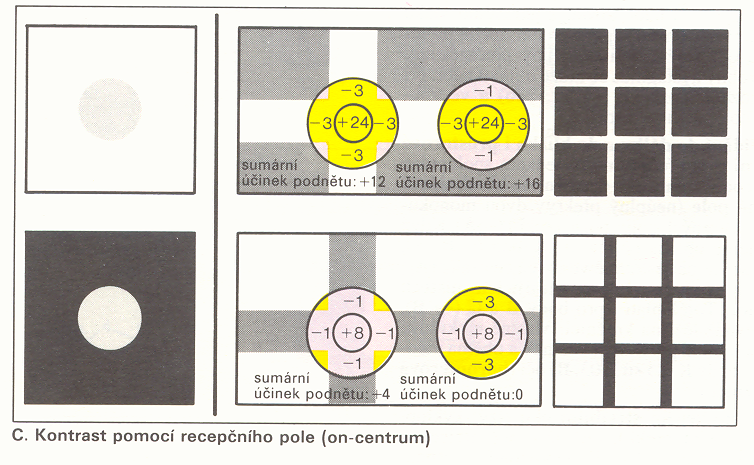 −3
−3 +24 −3
−3
sumární
účinek podnětu: +12
−1
−3 +24 −3
−1
sumární
účinek podnětu: +16
−1
−1 +8 −1
−1
sumární
účinek podnětu: +4
−3
−1 +8 −1
−3
sumární
účinek podnětu:0
C. Kontrast pomocí recepčního pole (on-centrum)